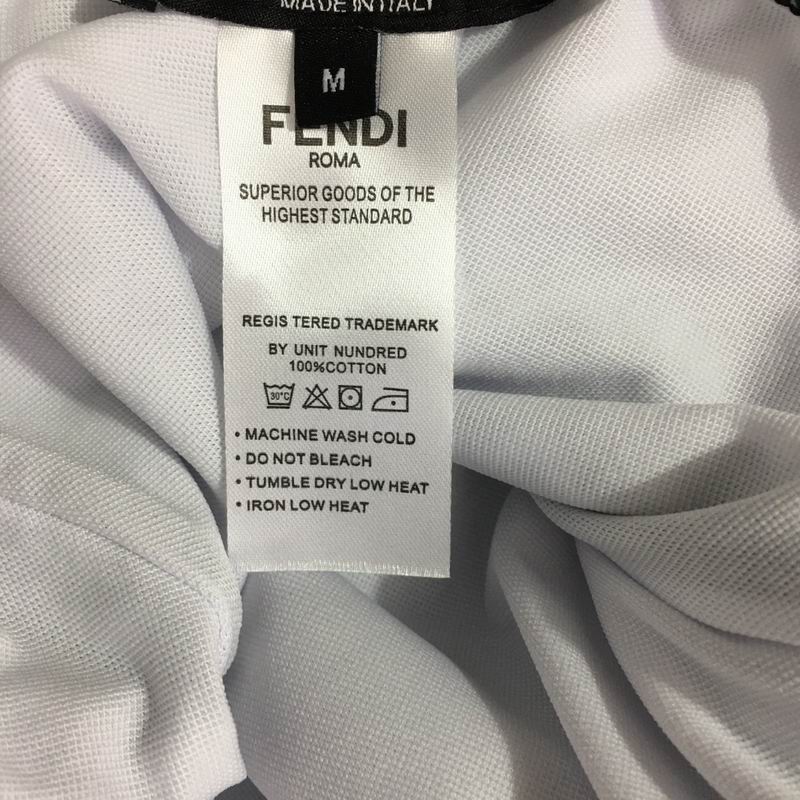 MADE IN ITALY
M
FENDI
ROMA
SUPERIOR GOODS OF THE
HIGHEST STANDARD
REGIS TERED TRADEMARK
BY UNIT NUNDRED
100%COTTON
30°C
• MACHINE WASH COLD
• DO NOT BLEACH
• TUMBLE DRY LOW HEAT
• IRON LOW HEAT